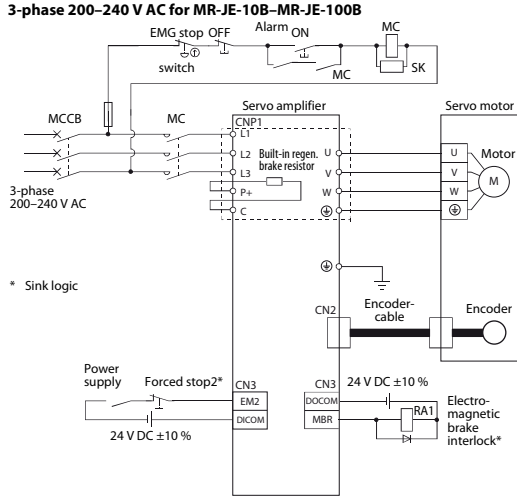 3-phase 200–240 V AC for MR-JE-10B–MR-JE-100B
EMG stop OFF
switch
Alarm
ON
MC
MC
SK
MCCB
MC
Servo amplifier
Servo motor
CNP1
L1
L2
L3
P+
C
Built-in regen.
brake resistor
U
V
W
U
V
W
Motor
M
3-phase
200–240 V AC
* Sink logic
CN2
Encoder-
cable
Encoder
Power
supply
Forced stop2*
CN3
EM2
DICOM
24 V DC ±10 %
CN3
DOCOM
MBR
24 V DC ±10 %
RA1
Electro-
magnetic
brake
interlock*